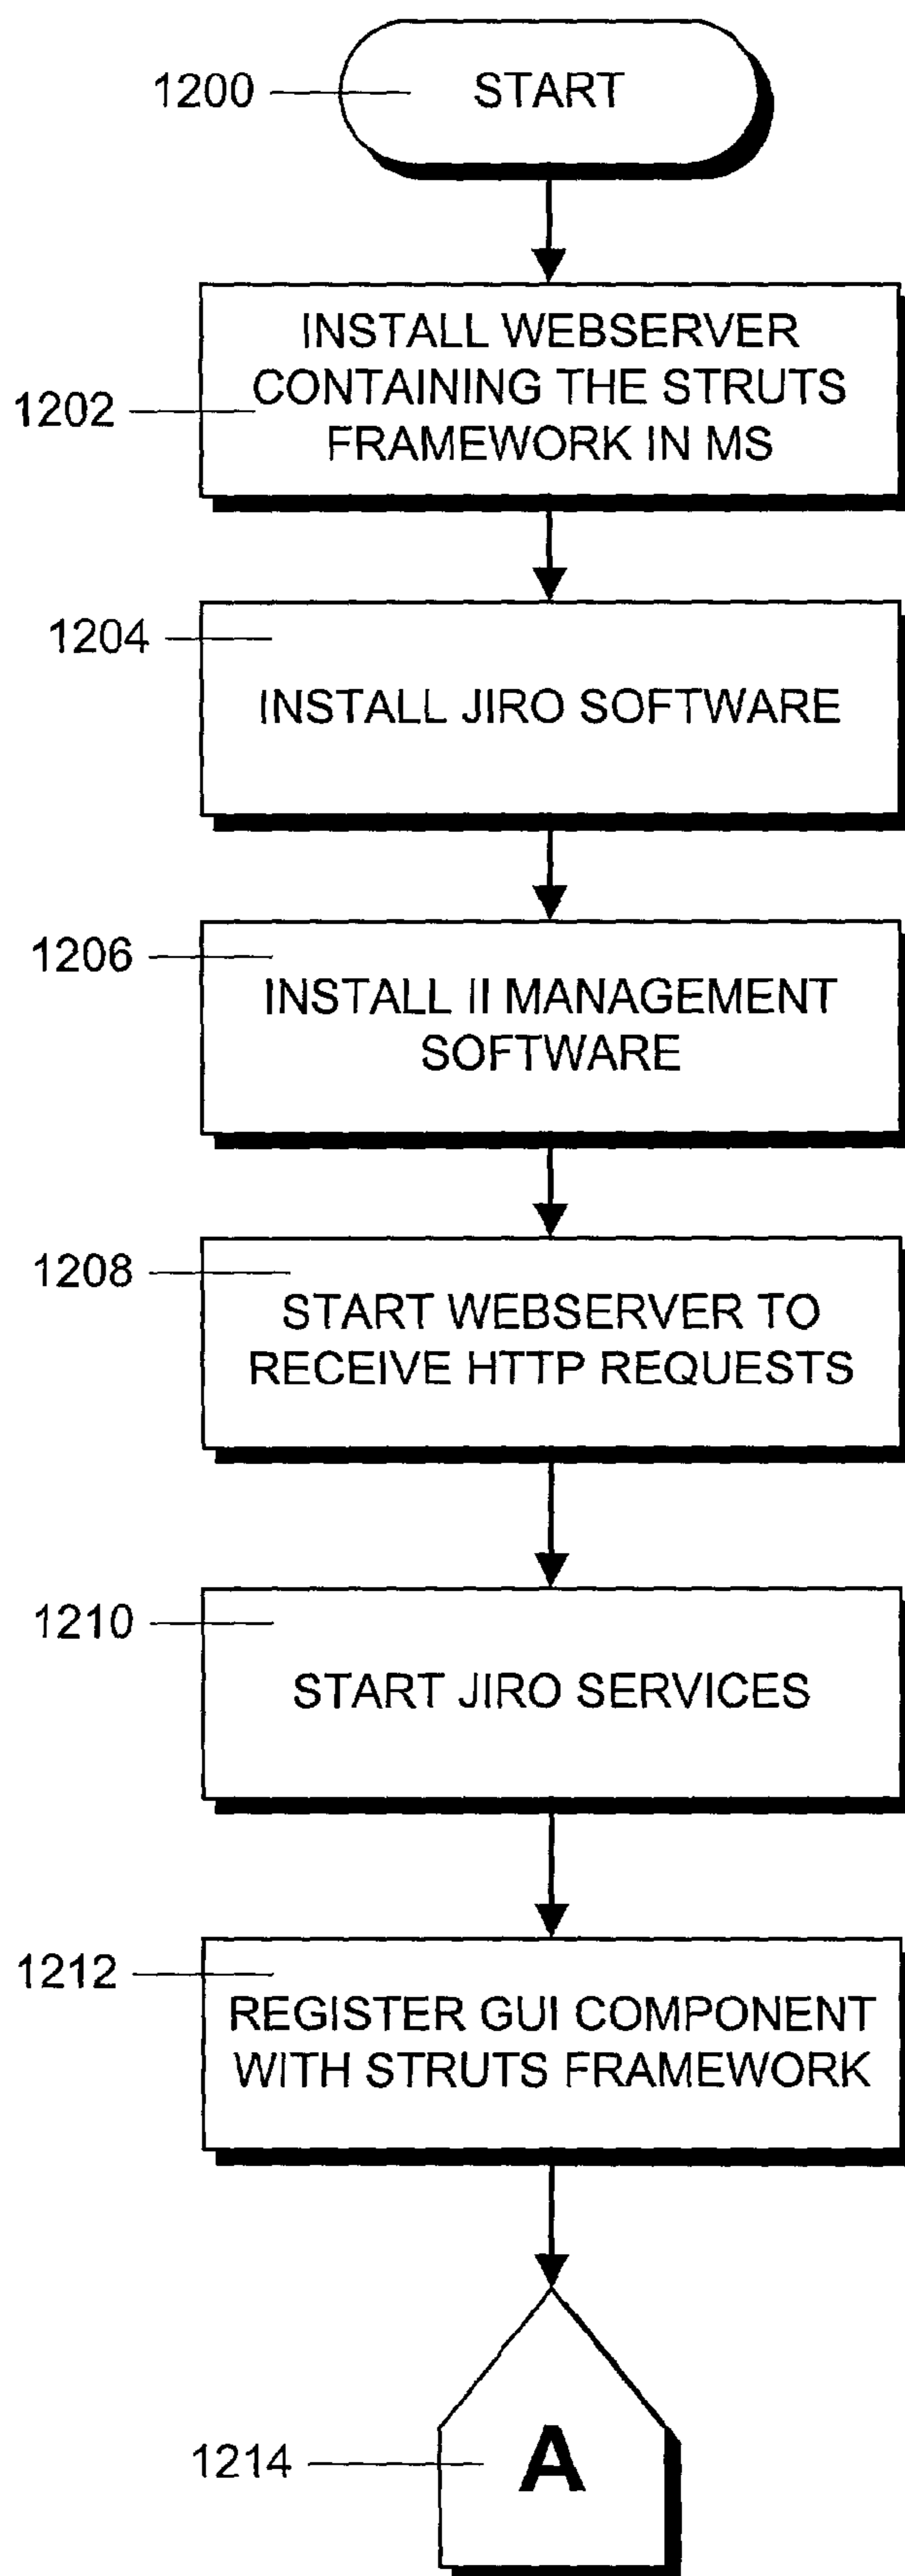 1200
START
1202
INSTALL WEBSERVER
CONTAINING THE STRUTS
FRAMEWORK IN MS
1204
INSTALL JIRO SOFTWARE
1206
INSTALL II MANAGEMENT
SOFTWARE
1208
START WEBSERVER TO
RECEIVE HTTP REQUESTS
1210
START JIRO SERVICES
1212
REGISTER GUI COMPONENT
WITH STRUTS FRAMEWORK
1214
A